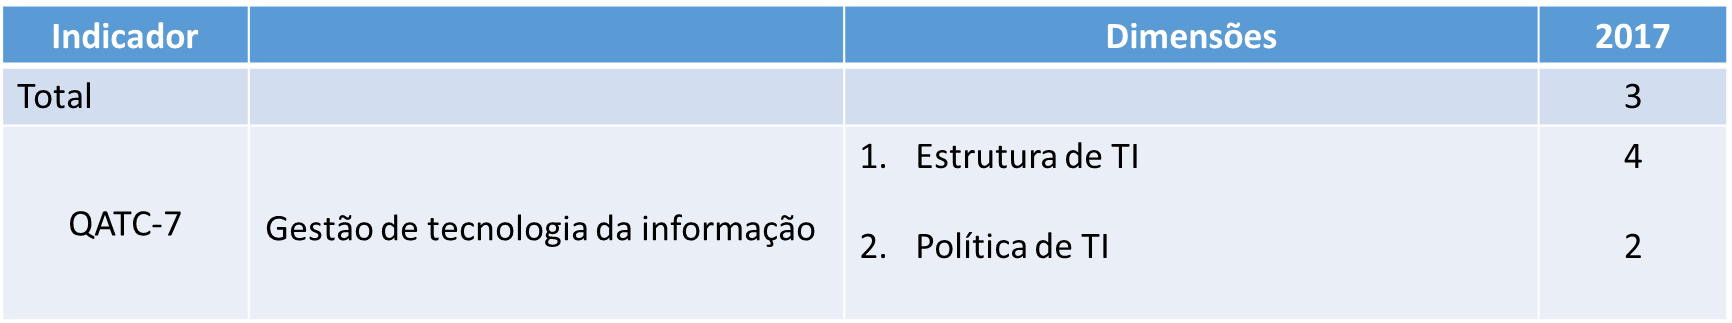 Indicador Dimensões 2017
Total 3
1. Estrutura de TI 4
QATC-7 Gestão de tecnologia da informação
2. Política de TI 2